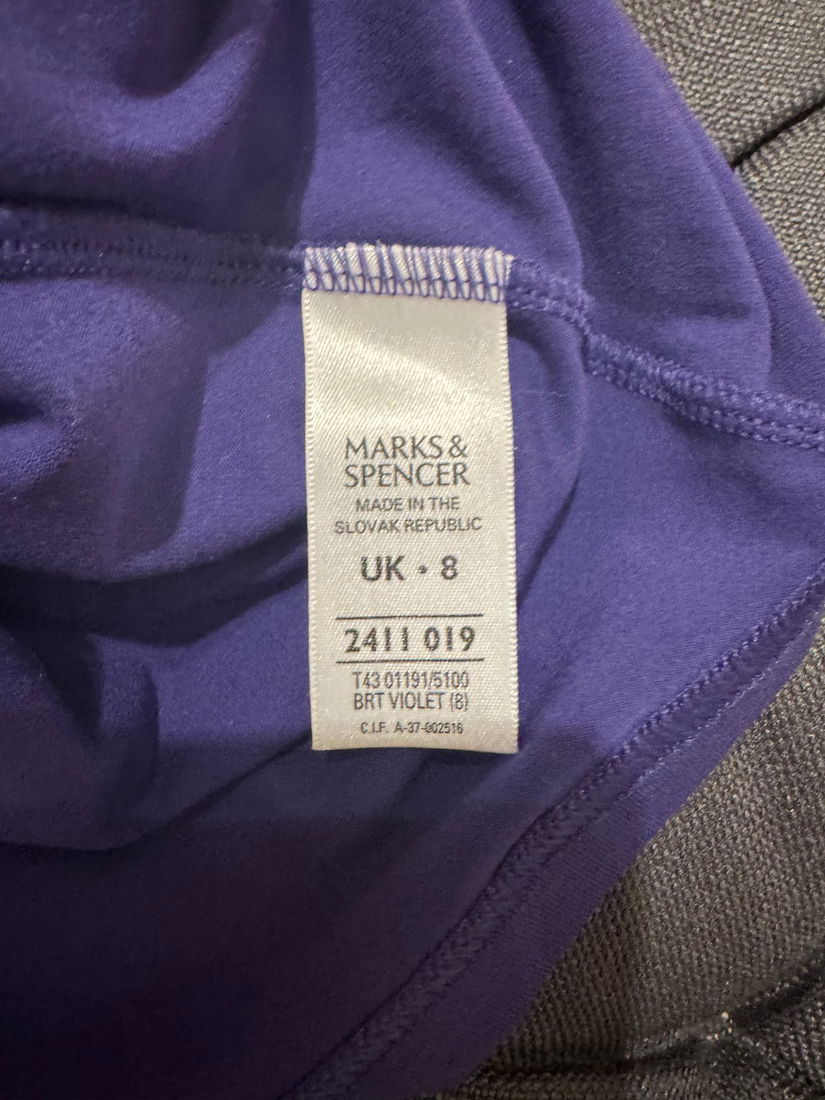 MARKS &
SPENCER
MADE IN THE
SLOVAK REPUBLIC
UK • 8
2411 019
T43 01191/5100
BRT VIOLET (8)
C.I.F. A-37-002516